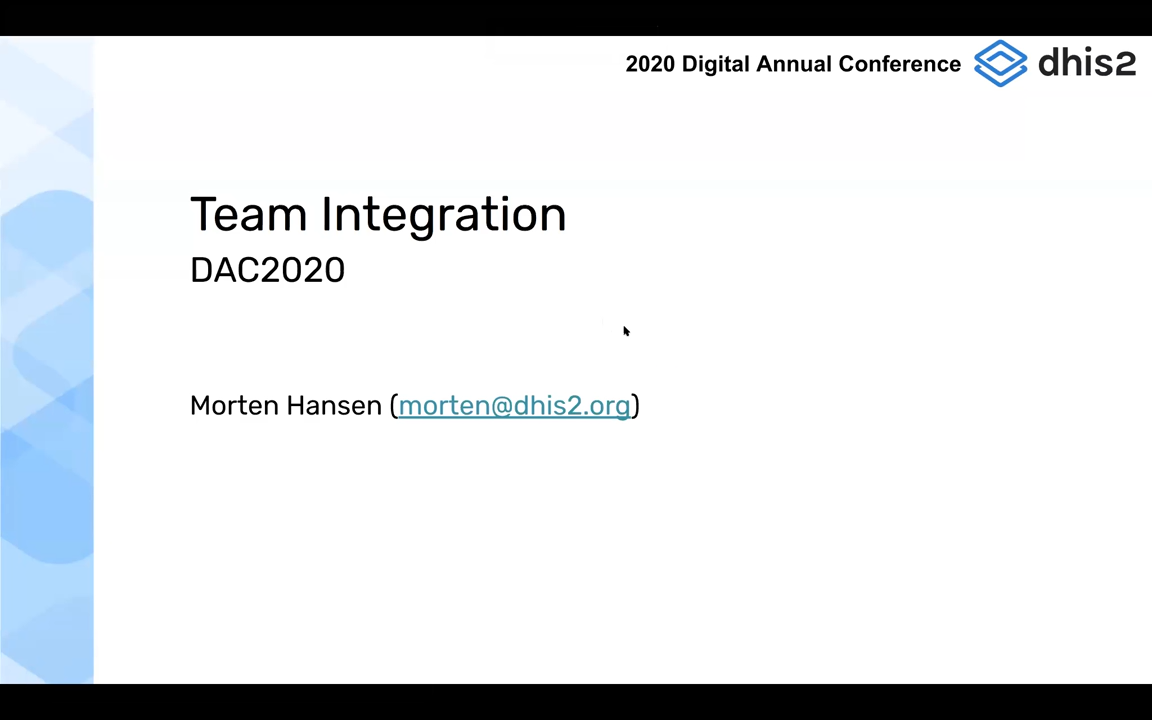 2020 Digital Annual Conference dhis2
Team Integration
DAC2020
Morten Hansen (morten@dhis2.org)